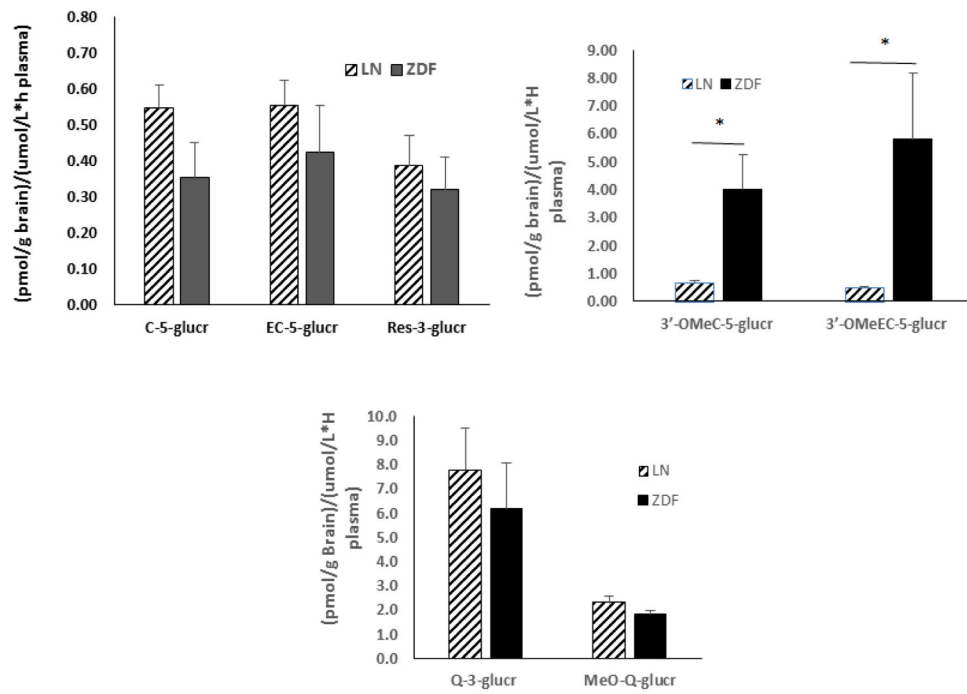 (pmol/g brain)/(umol/L*h plasma)
0.80
0.70
0.60
0.50
0.40
0.30
0.20
0.10
0.00
LN ZDF
C-5-glucr EC-5-glucr Res-3-glucr
(pmol/g brain)/(umol/L*H
plasma)
9.00
8.00
7.00
6.00
5.00
4.00
3.00
2.00
1.00
0.00
LN ZDF
*
*
3’-OMeC-5-glucr 3’-OMeEC-5-glucr
(pmol/g Brain)/(umol/L*H
plasma)
10.0
9.0
8.0
7.0
6.0
5.0
4.0
3.0
2.0
1.0
0.0
LN
ZDF
Q-3-glucr MeO-Q-glucr